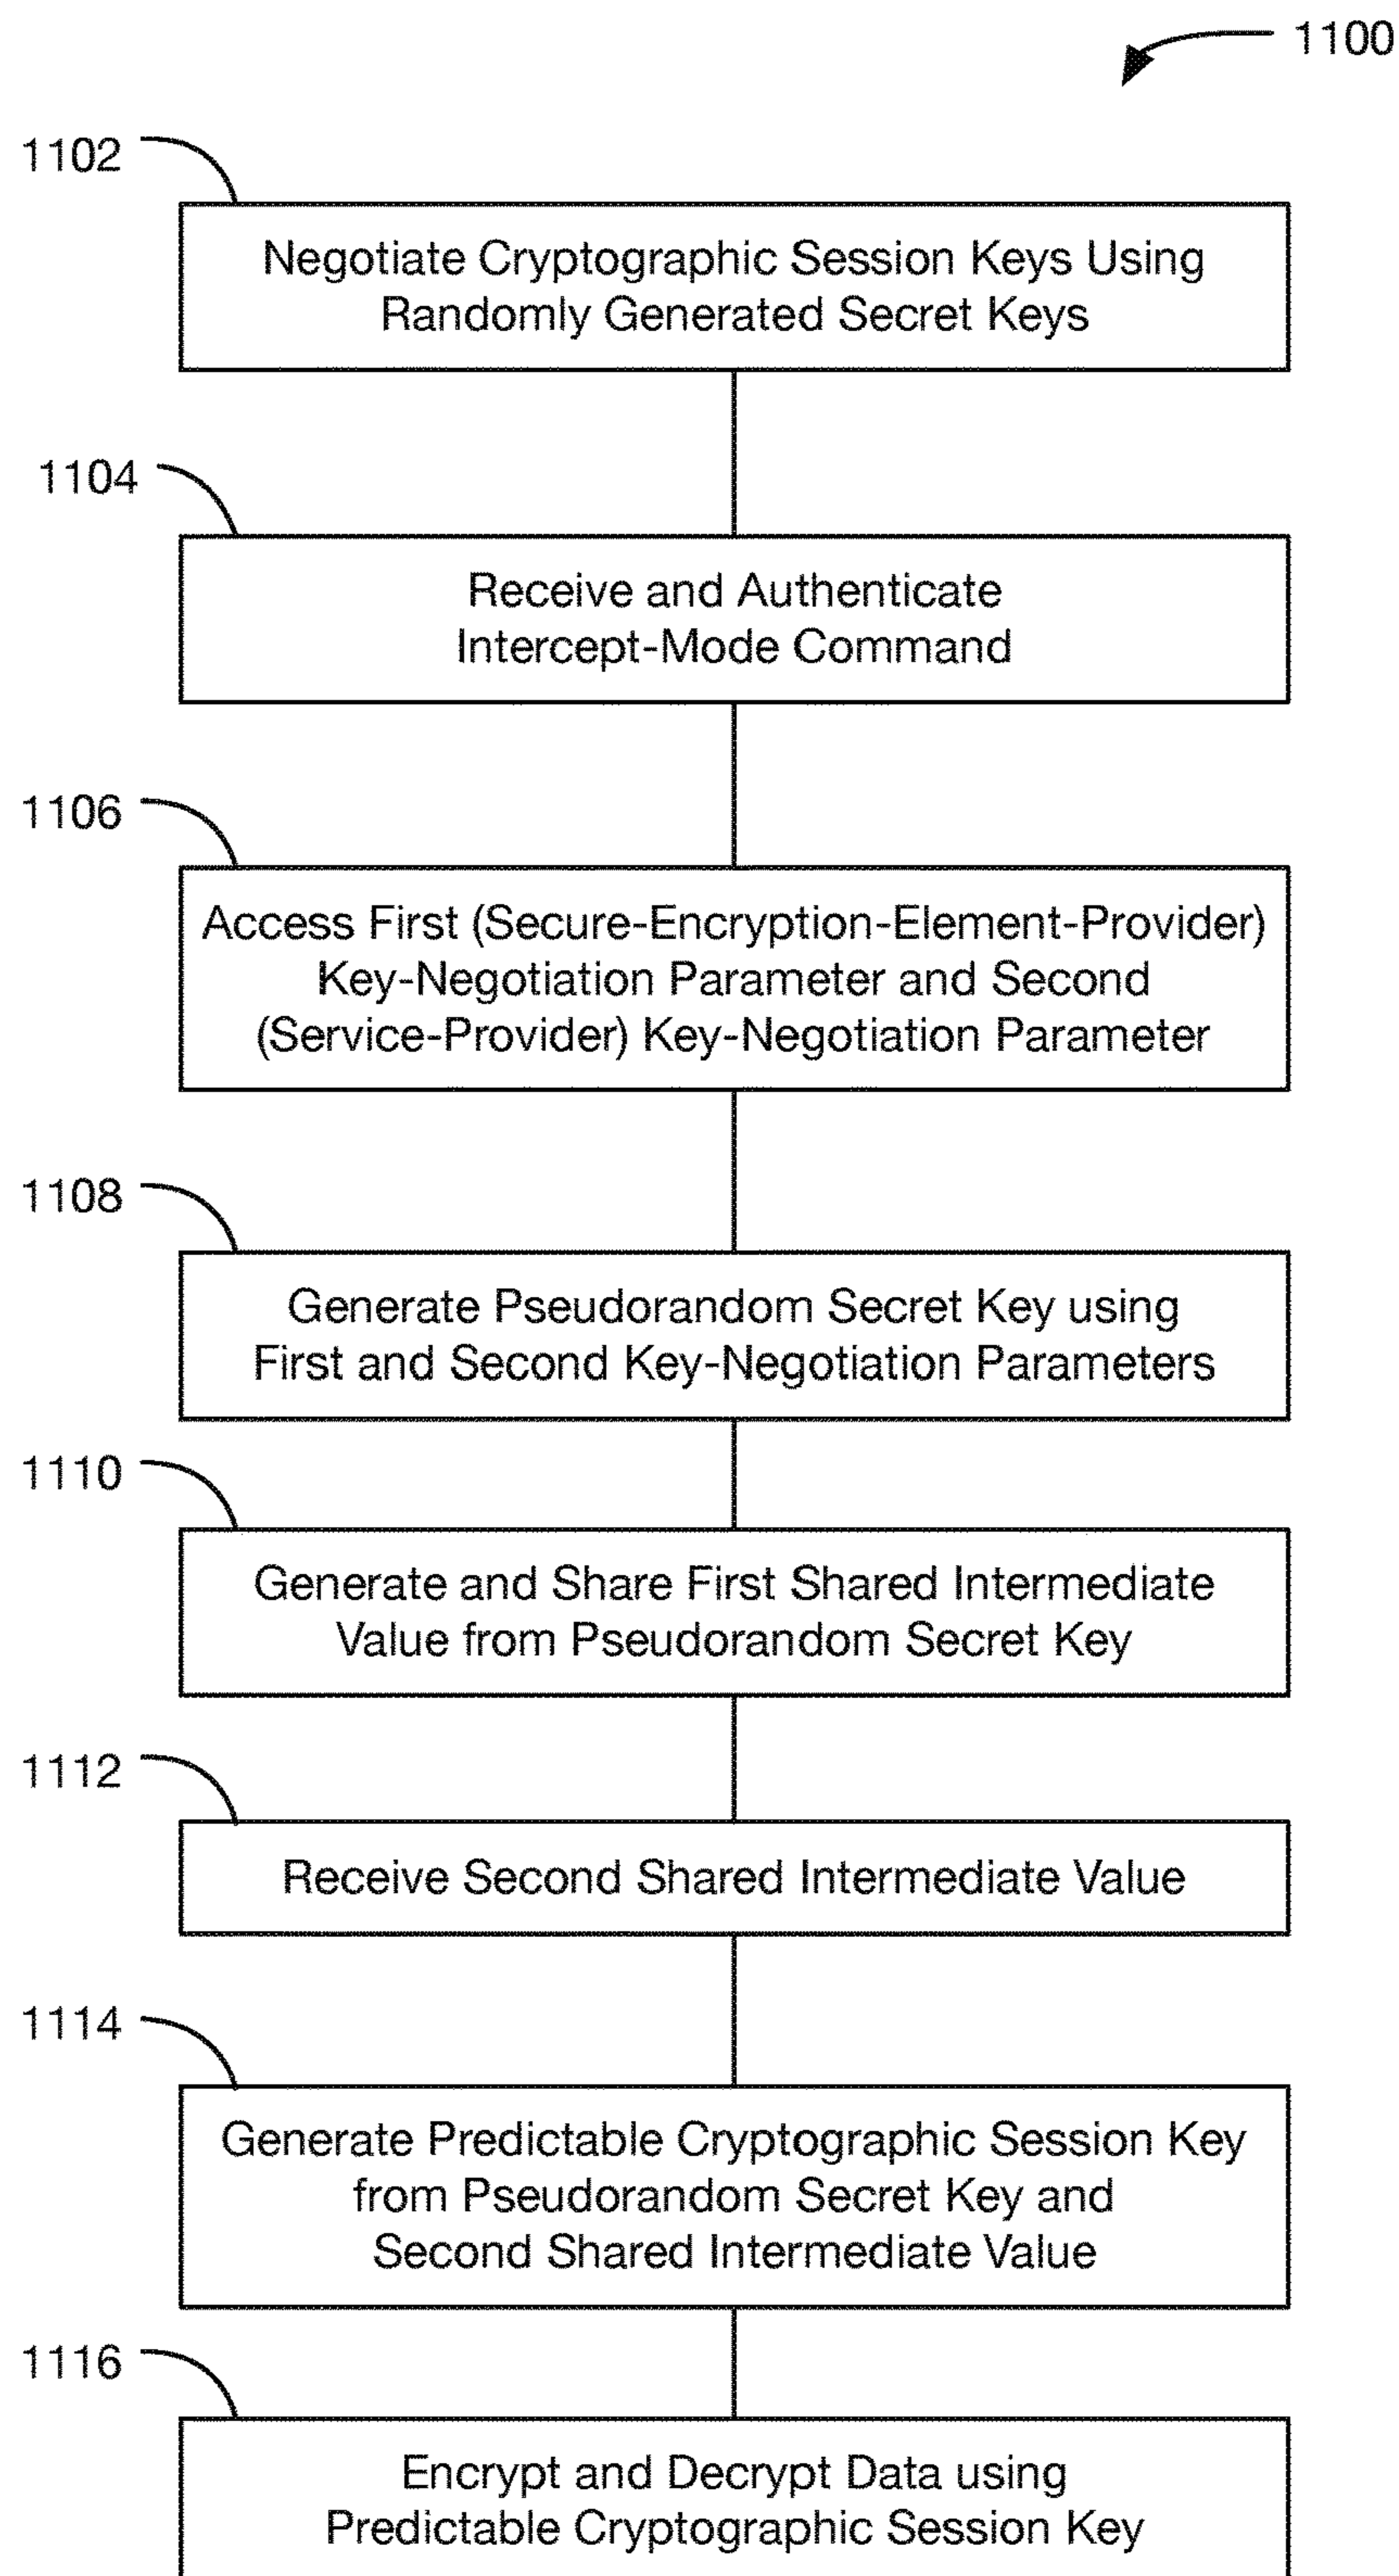 1100
1102
Negotiate Cryptographic Session Keys Using
Randomly Generated Secret Keys
1104
Receive and Authenticate
Intercept-Mode Command
1106
Access First (Secure-Encryption-Element-Provider)
Key-Negotiation Parameter and Second
(Service-Provider) Key-Negotiation Parameter
1108
Generate Pseudorandom Secret Key using
First and Second Key-Negotiation Parameters
1110
Generate and Share First Shared Intermediate
Value from Pseudorandom Secret Key
1112
Receive Second Shared Intermediate Value
1114
Generate Predictable Cryptographic Session Key
from Pseudorandom Secret Key and
Second Shared Intermediate Value
1116
Encrypt and Decrypt Data using
Predictable Cryptographic Session Key